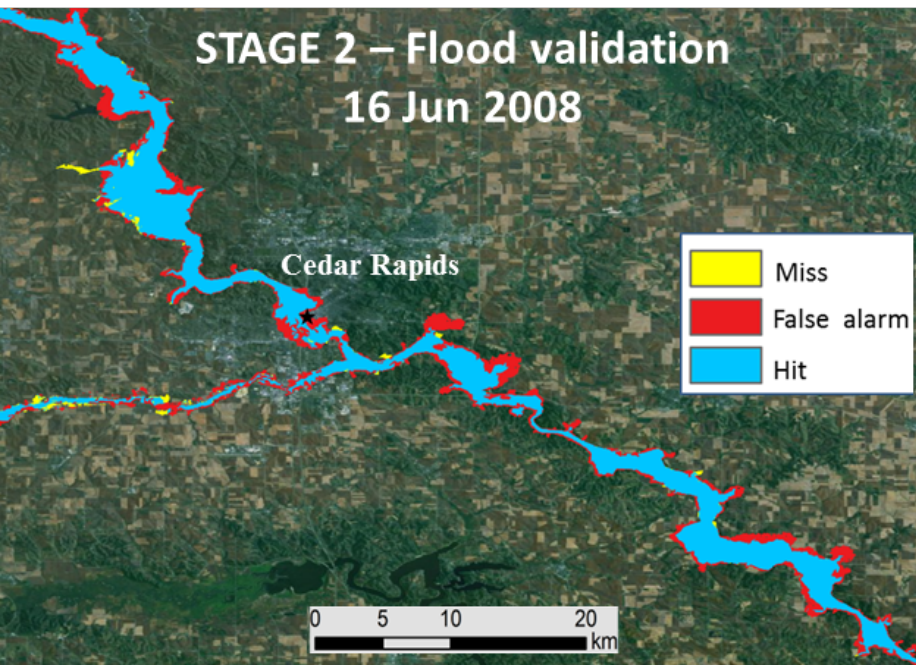 STAGE 2 – Flood validation
16 Jun 2008
Cedar Rapids
Miss
False alarm
Hit
0 5 10 20
km